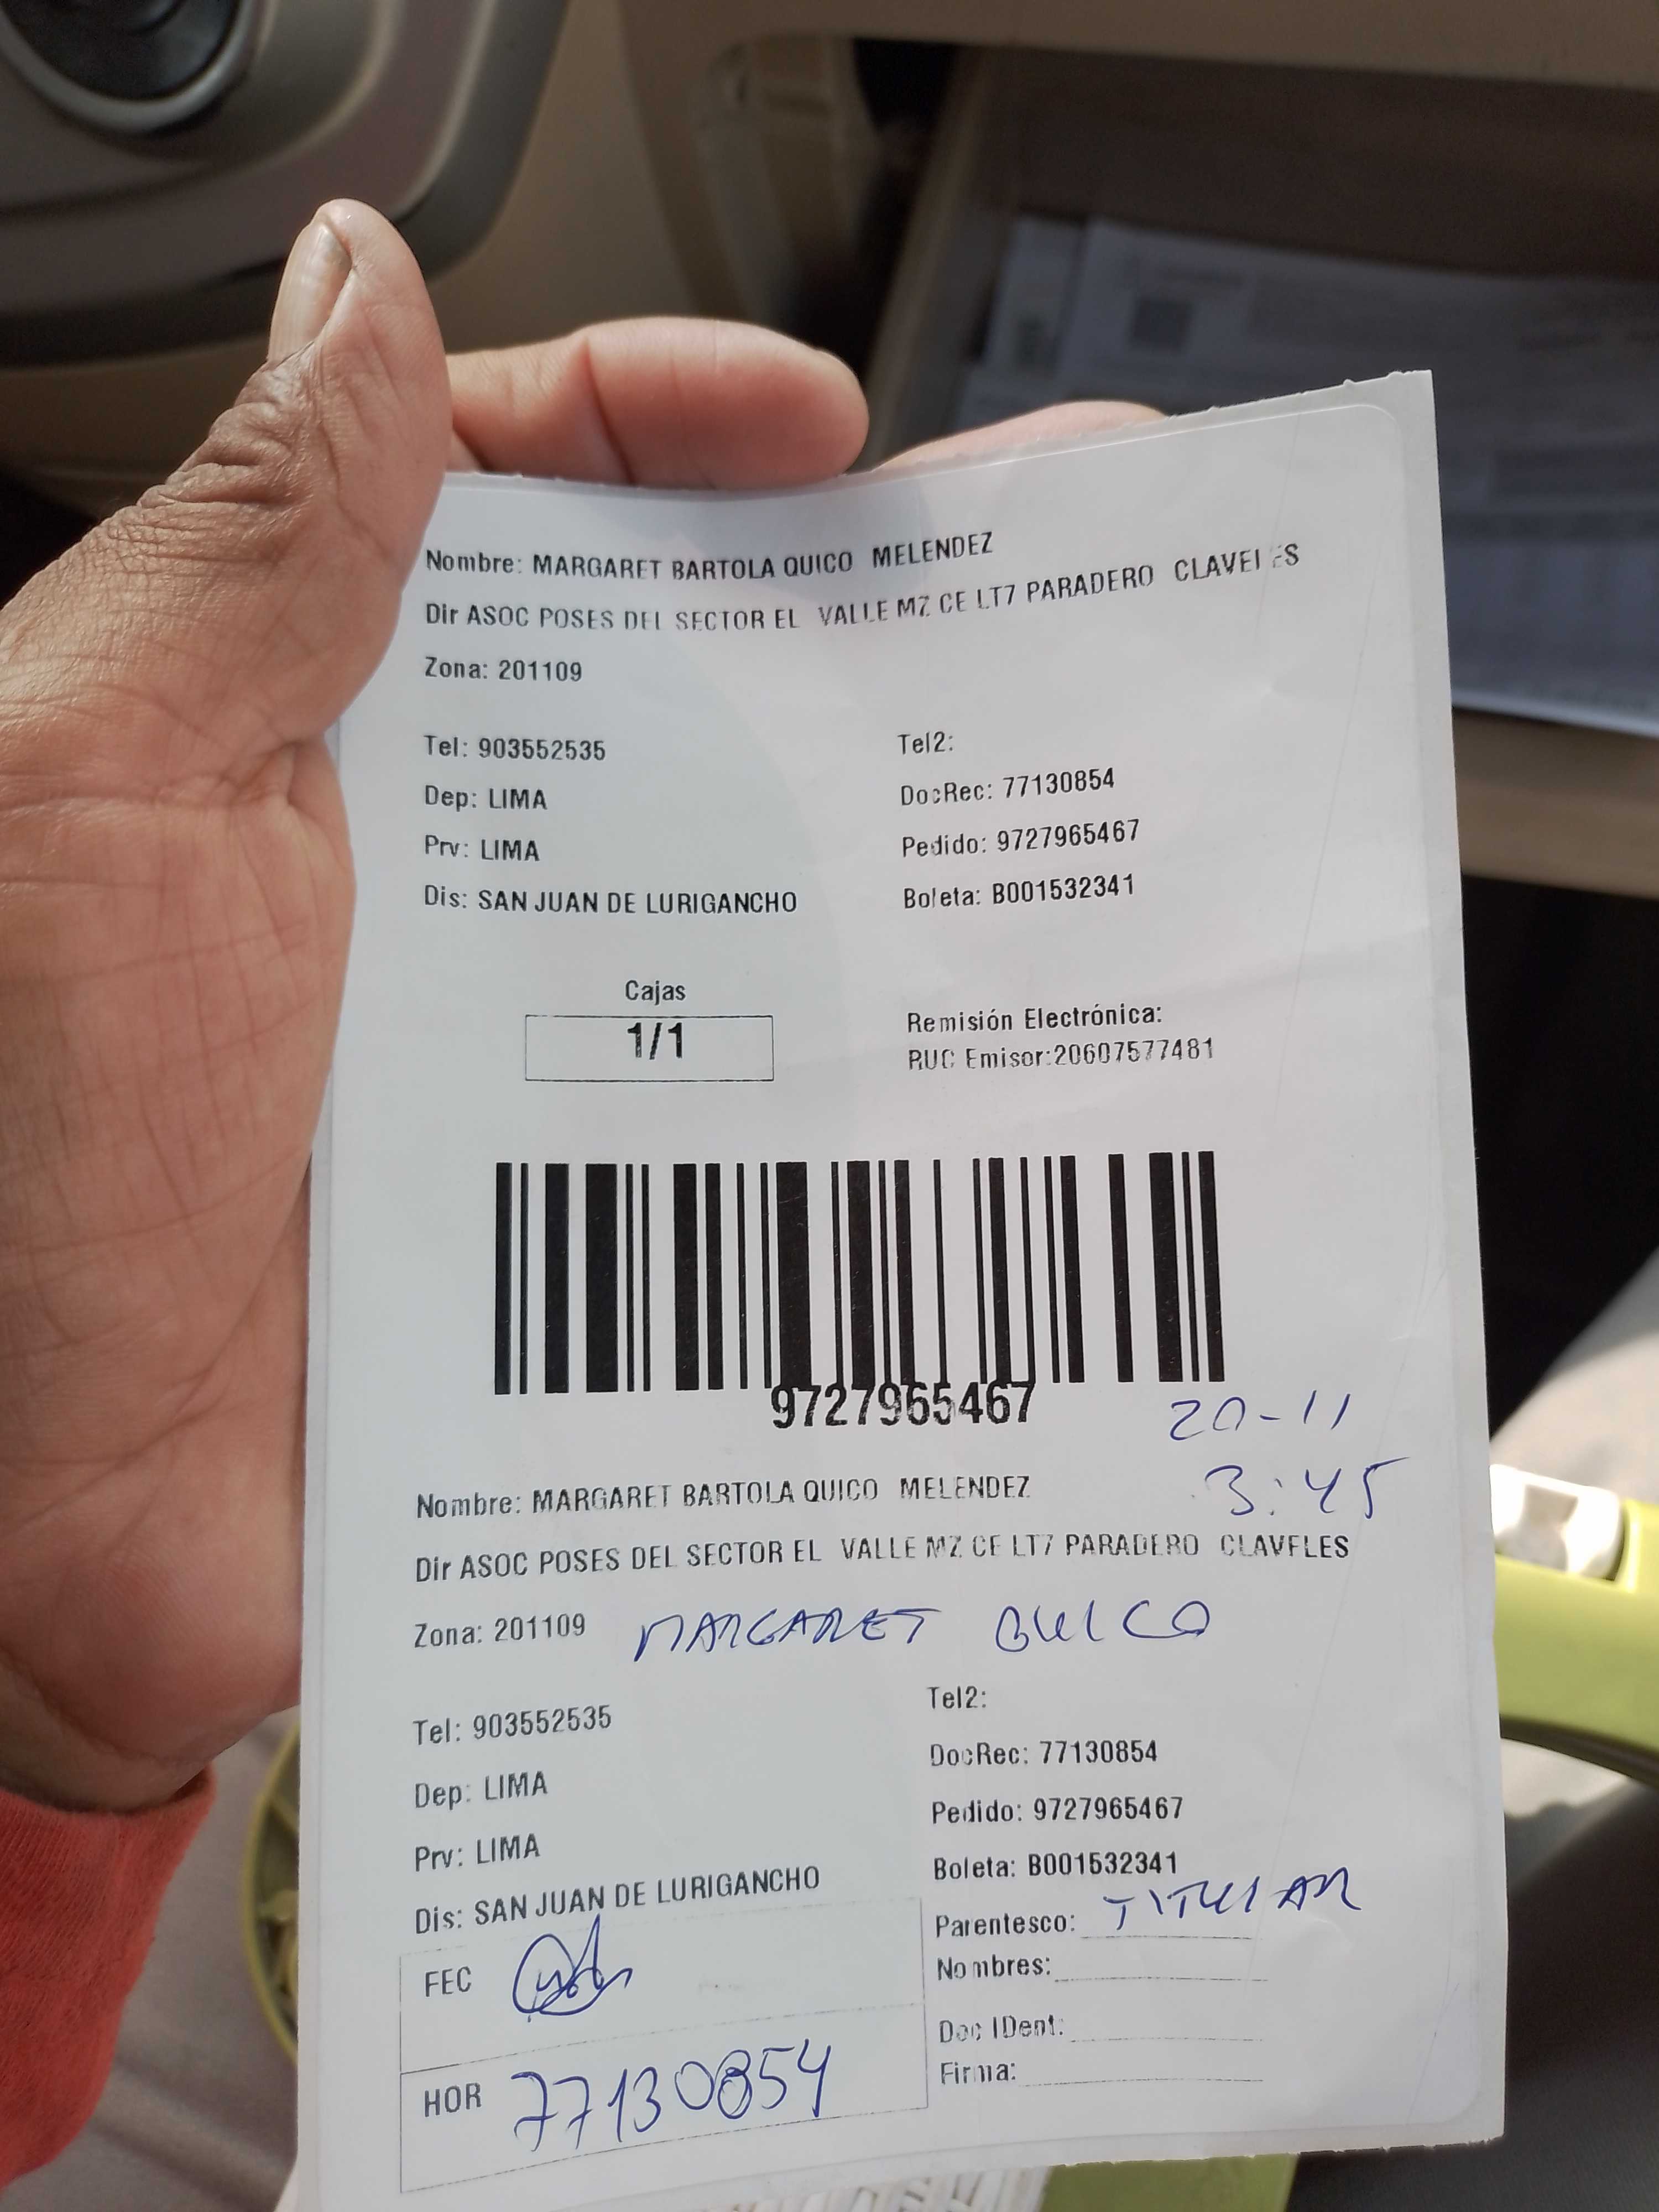 Nombre: MARGARET BARTOLA QUICO MELENDEZ
Dir ASOC POSES DEL SECTOR EL VALLE MZ CE LT7 PARADERO CLAVELES
Zona: 201109
Tel: 903552535 Tel2:
Dep: LIMA DocRec: 77130854
Prv: LIMA Pedido: 9727965467
Dis: SAN JUAN DE LURIGANCHO Boleta: B001532341
Cajas
1/1
Remisión Electrónica:
RUC Emisor:20607577481
9727965467
20-11
3:45
Nombre: MARGARET BARTOLA QUICO MELENDEZ
Dir ASOC POSES DEL SECTOR EL VALLE MZ CE LT7 PARADERO CLAVELES
Zona: 201109 MARGARET QUICO
Tel: 903552535 Tel2:
Dep: LIMA DocRec: 77130854
Prv: LIMA Pedido: 9727965467
Dis: SAN JUAN DE LURIGANCHO Boleta: B001532341
Parentesco: TITULAR
FEC Nombres:
Doc IDent:
HOR 77130854 Firma: